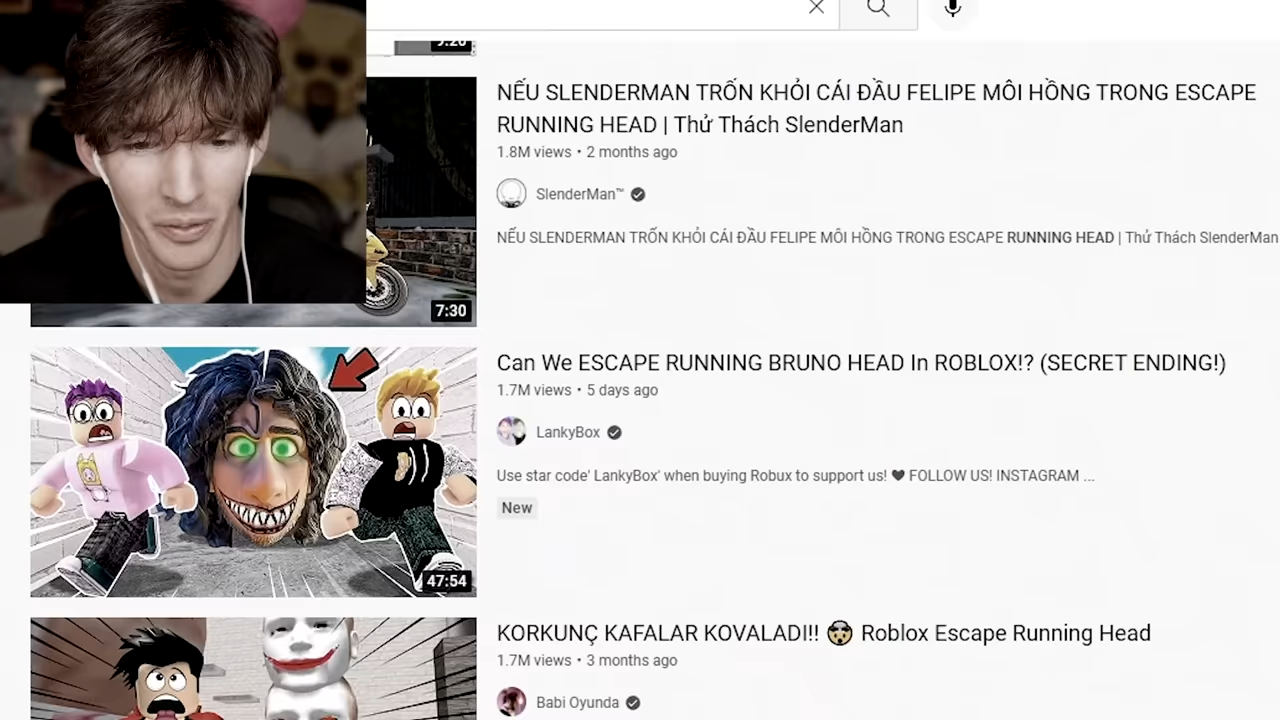 NẾU SLENDERMAN TRỐN KHỎI CÁI ĐẦU FELIPE MÔI HỒNG TRONG ESCAPE
RUNNING HEAD | Thử Thách SlenderMan
1.8M views • 2 months ago
SlenderMan™
NẾU SLENDERMAN TRỐN KHỎI CÁI ĐẦU FELIPE MÔI HỒNG TRONG ESCAPE RUNNING HEAD | Thử Thách SlenderMan
7:30
Can We ESCAPE RUNNING BRUNO HEAD In ROBLOX!? (SECRET ENDING!)
1.7M views • 5 days ago
LankyBox
Use star code' LankyBox' when buying Robux to support us! ♥ FOLLOW US! INSTAGRAM ...
New
47:54
KORKUNÇ KAFALAR KOVALADI!! 🤯 Roblox Escape Running Head
1.7M views • 3 months ago
Babi Oyunda